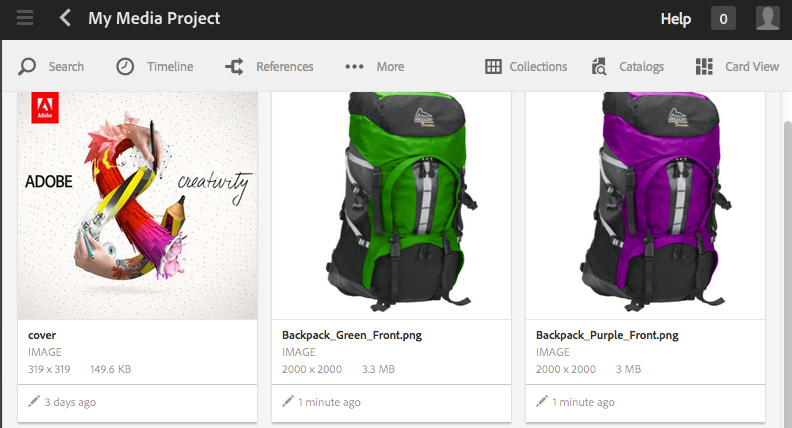 My Media Project
Help 0
Search Timeline References More Collections Catalogs Card View
Adobe
ADOBE creativity
GREGORY
GREGORY
cover
IMAGE
319 x 319 149.6 KB
3 days ago
Backpack_Green_Front.png
IMAGE
2000 x 2000 3.3 MB
1 minute ago
Backpack_Purple_Front.png
IMAGE
2000 x 2000 3 MB
1 minute ago